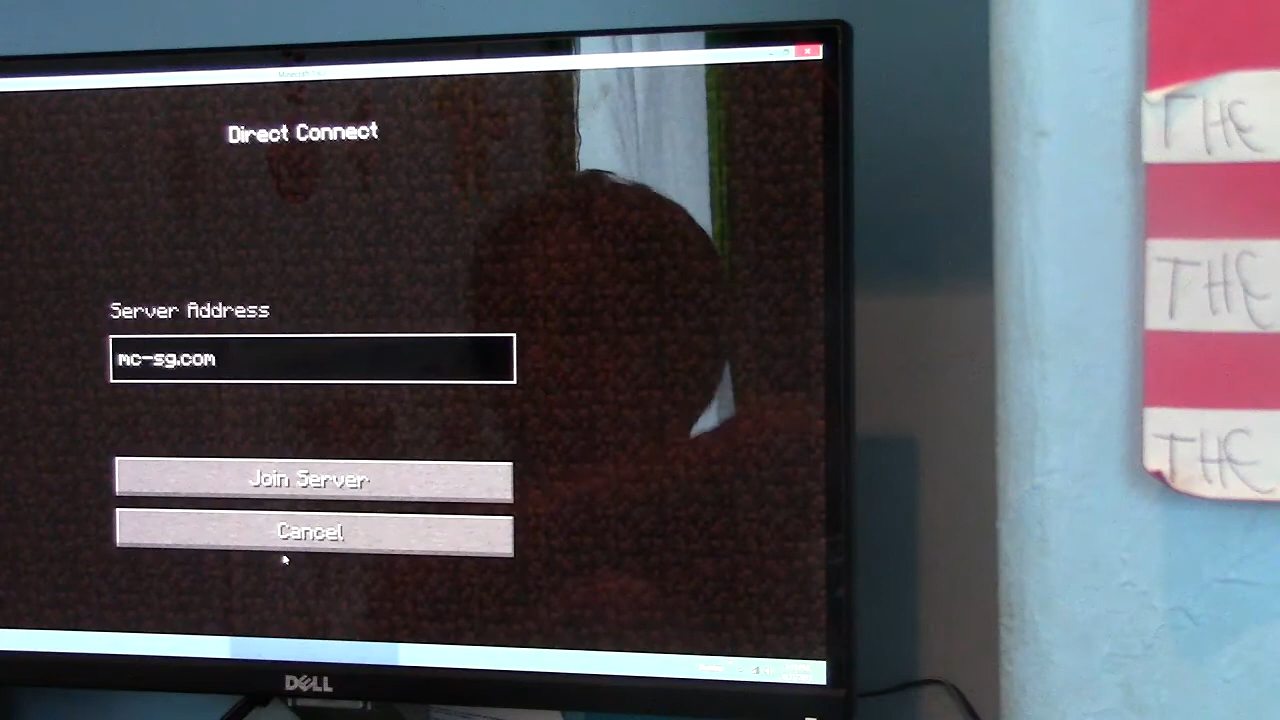 Direct Connect
Server Address
mc-sg.com
Join Server
Cancel
DELL
THE
THE
THE